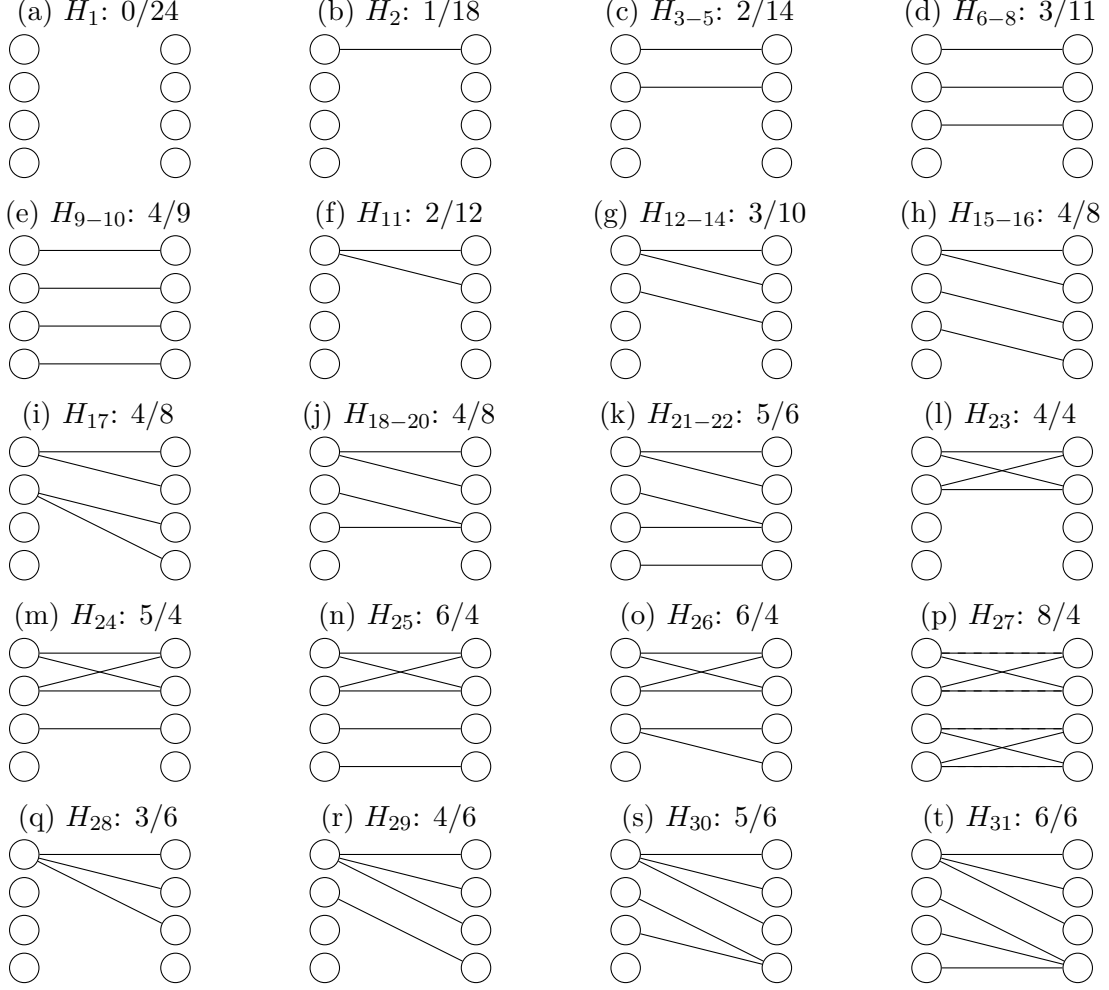 (a) H₁: 0/24
(b) H₂: 1/18
(c) H₃₋₅: 2/14
(d) H₆₋₈: 3/11
(e) H₉₋₁₀: 4/9
(f) H₁₁: 2/12
(g) H₁₂₋₁₄: 3/10
(h) H₁₅₋₁₆: 4/8
(i) H₁₇: 4/8
(j) H₁₈₋₂₀: 4/8
(k) H₂₁₋₂₂: 5/6
(l) H₂₃: 4/4
(m) H₂₄: 5/4
(n) H₂₅: 6/4
(o) H₂₆: 6/4
(p) H₂₇: 8/4
(q) H₂₈: 3/6
(r) H₂₉: 4/6
(s) H₃₀: 5/6
(t) H₃₁: 6/6